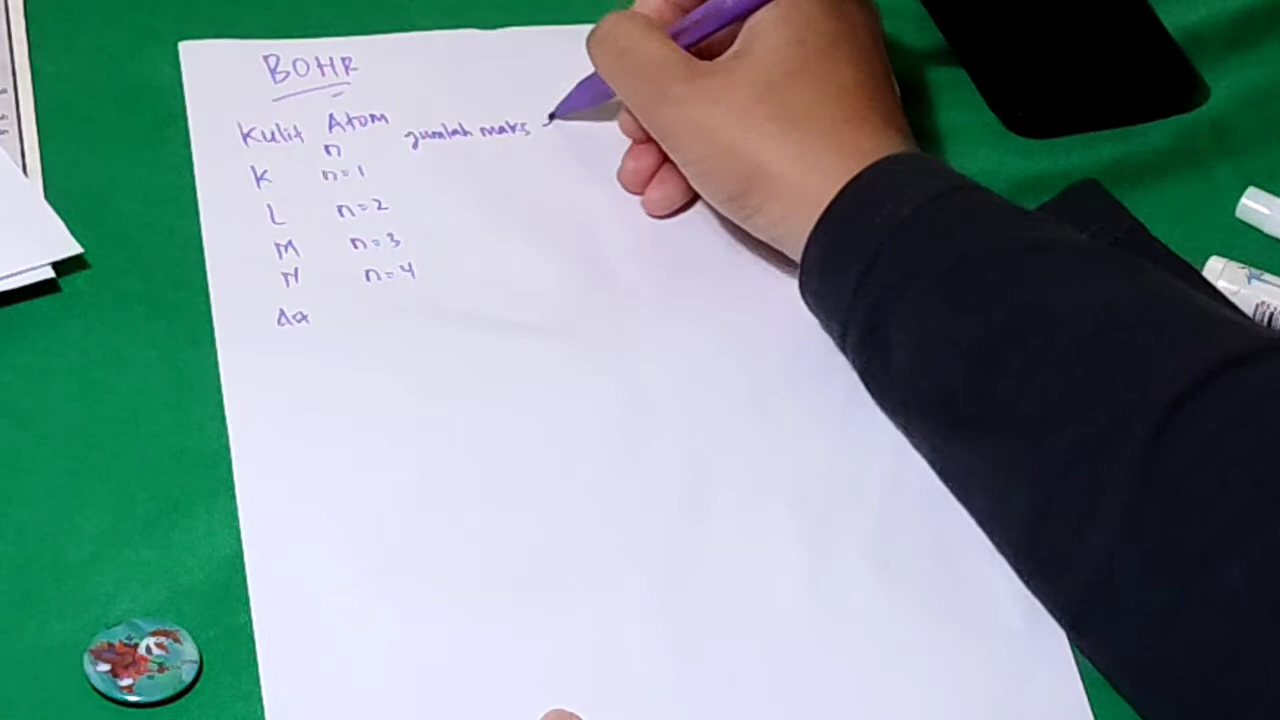 BOHR
Kulit Atom jumlah maks
n
K n=1
L n=2
M n=3
N n=4